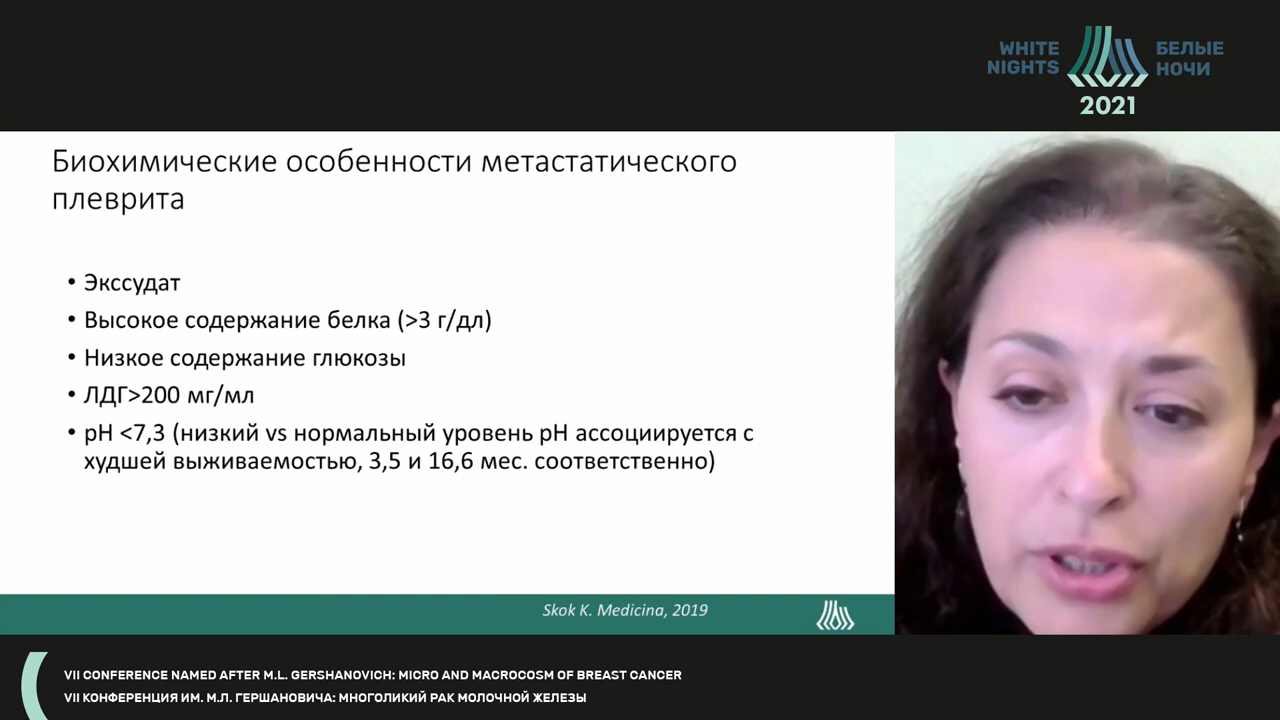 WHITE
NIGHTS
БЕЛЫЕ
НОЧИ
2021
Биохимические особенности метастатического
плеврита
• Экссудат
• Высокое содержание белка (>3 г/дл)
• Низкое содержание глюкозы
• ЛДГ>200 мг/мл
• pH <7,3 (низкий vs нормальный уровень pH ассоциируется с
худшей выживаемостью, 3,5 и 16,6 мес. соответственно)
Skok K. Medicina, 2019
VII CONFERENCE NAMED AFTER M.L. GERSHANOVICH: MICRO AND MACROCOSM OF BREAST CANCER
VII КОНФЕРЕНЦИЯ ИМ. М.Л. ГЕРШАНОВИЧА: МНОГОЛИКИЙ РАК МОЛОЧНОЙ ЖЕЛЕЗЫ